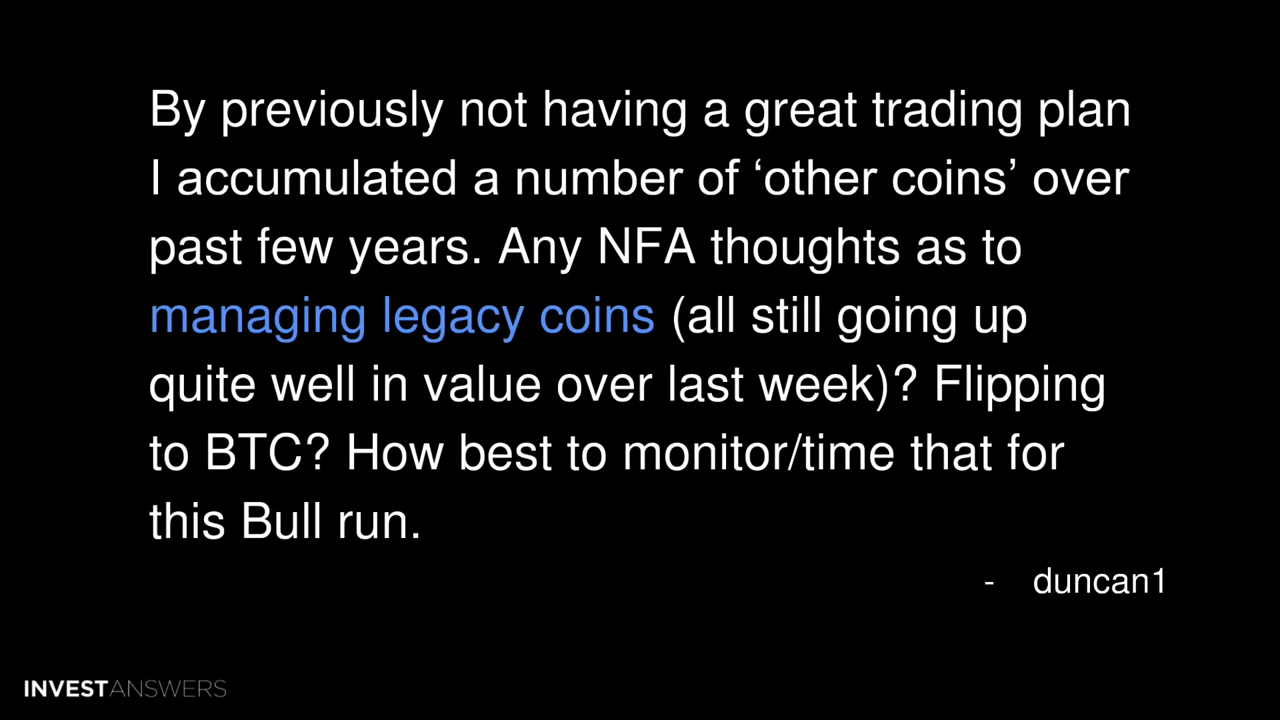 By previously not having a great trading plan
I accumulated a number of ‘other coins’ over
past few years. Any NFA thoughts as to
managing legacy coins (all still going up
quite well in value over last week)? Flipping
to BTC? How best to monitor/time that for
this Bull run.
- duncan1
INVESTANSWERS